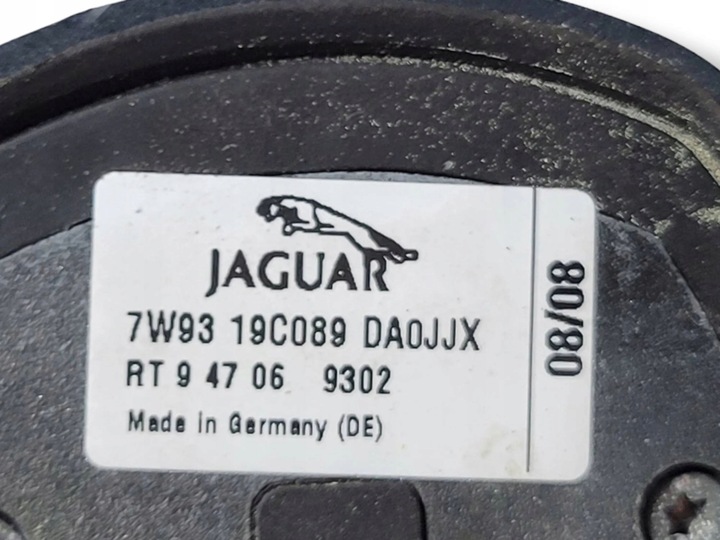 JAGUAR
7W93 19C089 DA0JJX
RT 9 47 06 9302
Made in Germany (DE)
08/08